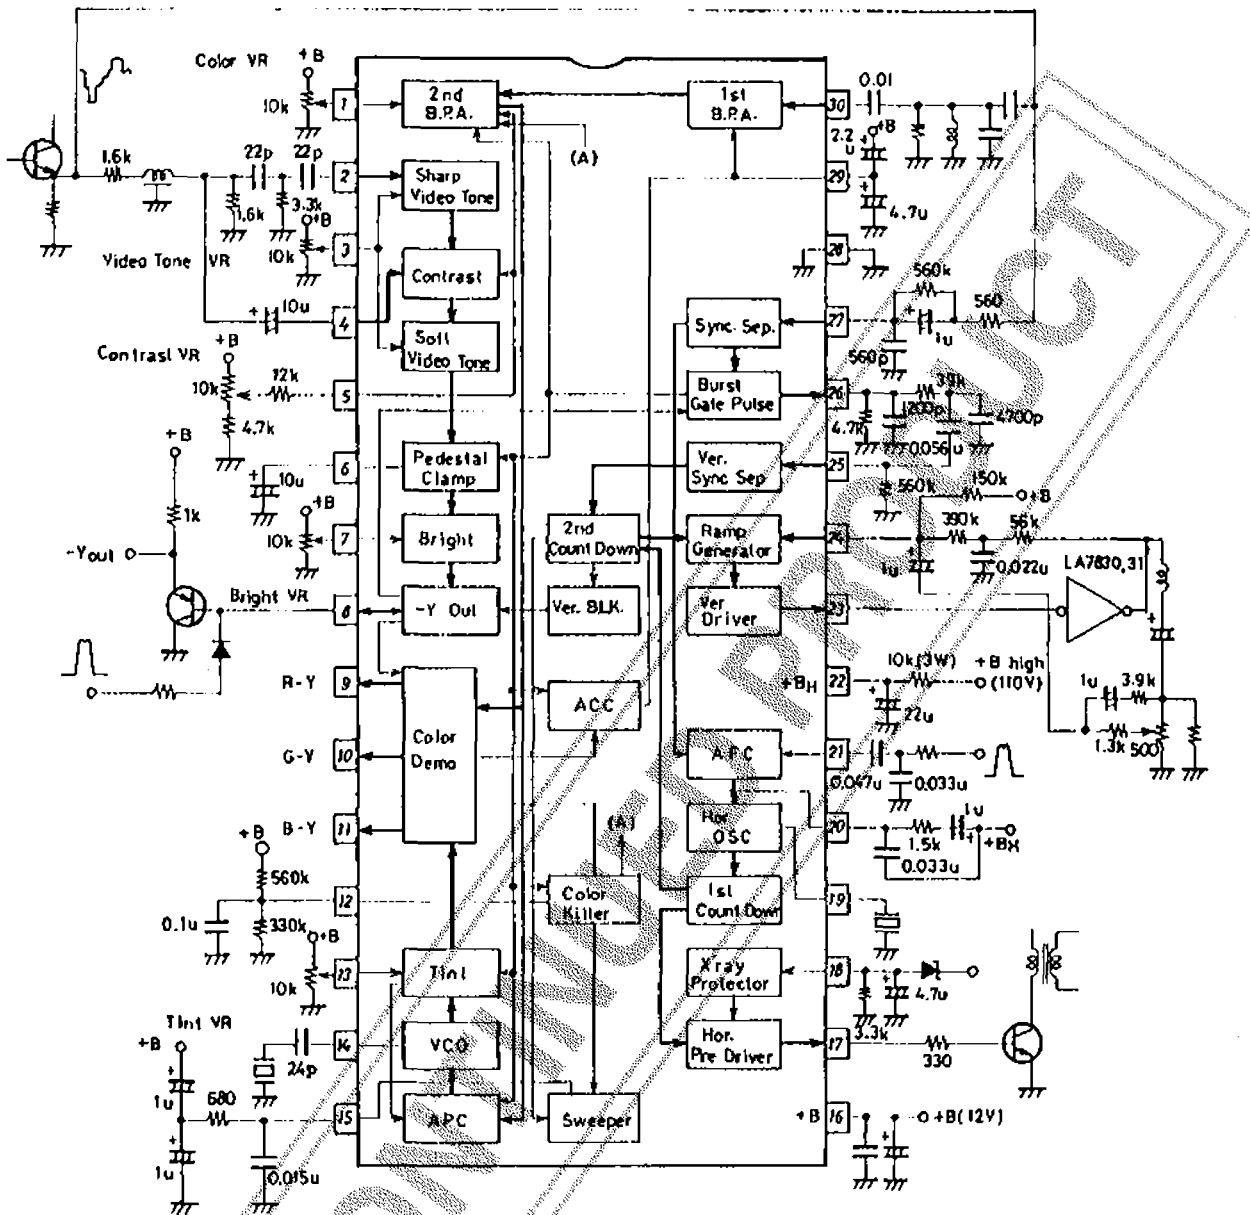 Color VR
+B
10k
1
2nd
B.P.A.
1st
B.P.A.
30
0.01
(A)
2.2
u
+B
29
4.7u
1.6k
22p
22p
2
Sharp
Video Tone
1.6k
3.3k
+B
10k
3
Video Tone VR
28
Contrast
10u
4
Soft
Video Tone
Sync. Sep.
27
560k
560
1u
560p
Contrast VR
+B
10k
12k
5
4.7k
Burst
Gate Pulse
26
39k
4.7k
1200p
0.056u
4700p
+B
10u
6
Pedestal
Clamp
Ver.
Sync Sep
25
560k
150k
+B
1k
+B
10k
7
Bright
2nd
Count Down
Ramp
Generator
24
390k
56k
1u
0.022u
LA7830,31
-Yout
Bright VR
8
-Y Out
Ver. BLK.
Ver
Driver
23
R-Y
9
ACC
+BH
22
10k(3W)
+B high
(110V)
22u
1u
3.9k
1.3k
500
G-Y
10
Color
Demo
AFC
21
0.047u
0.033u
B-Y
11
(A)
Hor.
OSC
20
1.5k
1u
+BH
0.033u
+B
560k
12
0.1u
330k
Color
Killer
1st
Count Down
19
+B
10k
13
Tint
X ray
Protector
18
4.7u
3.3k
Tint VR
+B
24p
14
VCO
Hor.
Pre Driver
17
330
1u
680
15
APC
Sweeper
+B
16
+B(12V)
1u
0.015u
DISCONTINUED PRODUCT